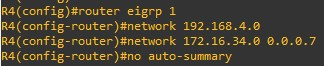 R4(config)#router eigrp 1
R4(config-router)#network 192.168.4.0
R4(config-router)#network 172.16.34.0 0.0.0.7
R4(config-router)#no auto-summary